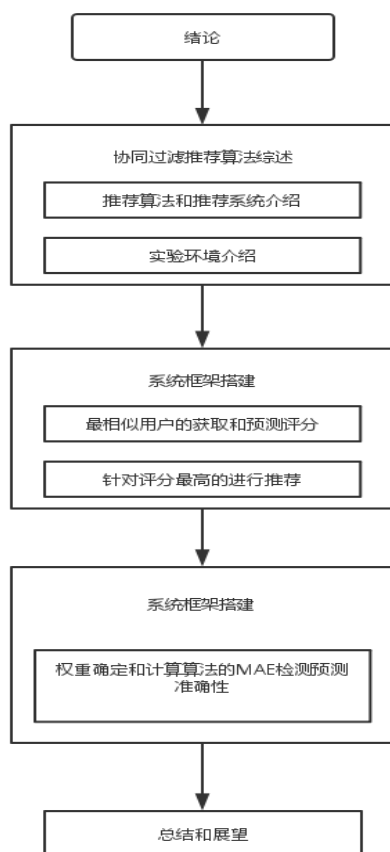 绪论
协同过滤推荐算法综述
推荐算法和推荐系统介绍
实验环境介绍
系统框架搭建
最相似用户的获取和预测评分
针对评分最高的进行推荐
系统框架搭建
权重确定和计算算法的MAE检测预测
准确性
总结和展望